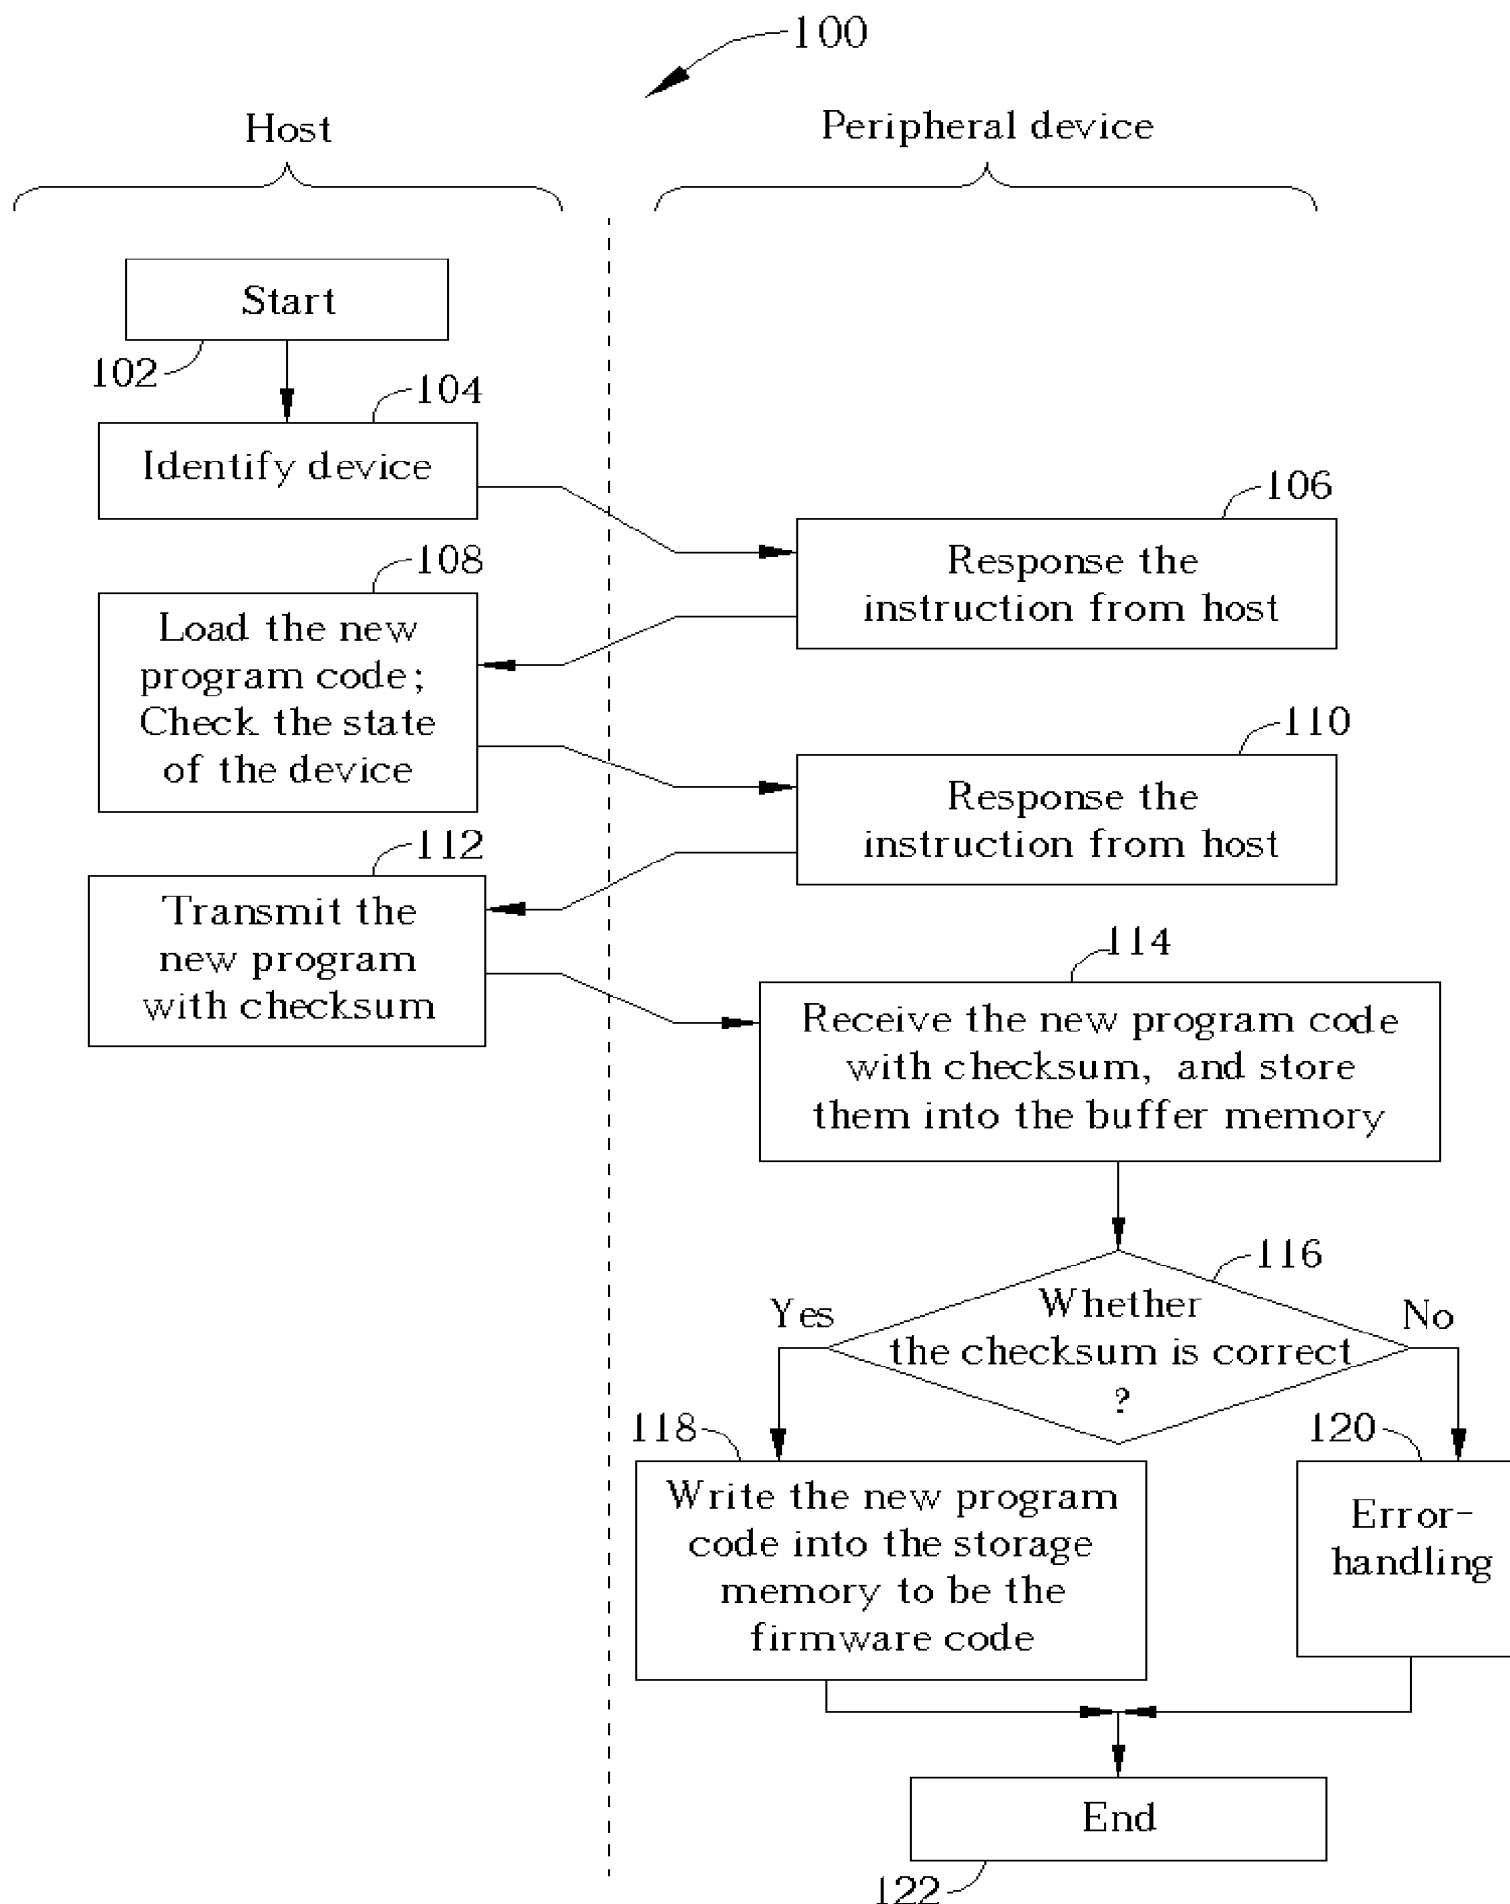 100
Host
Peripheral device
Start
102
104
Identify device
106
Response the
instruction from host
108
Load the new
program code;
Check the state
of the device
110
Response the
instruction from host
112
Transmit the
new program
with checksum
114
Receive the new program code
with checksum, and store
them into the buffer memory
116
Whether
the checksum is correct
?
Yes
No
118
Write the new program
code into the storage
memory to be the
firmware code
120
Error-
handling
End
122